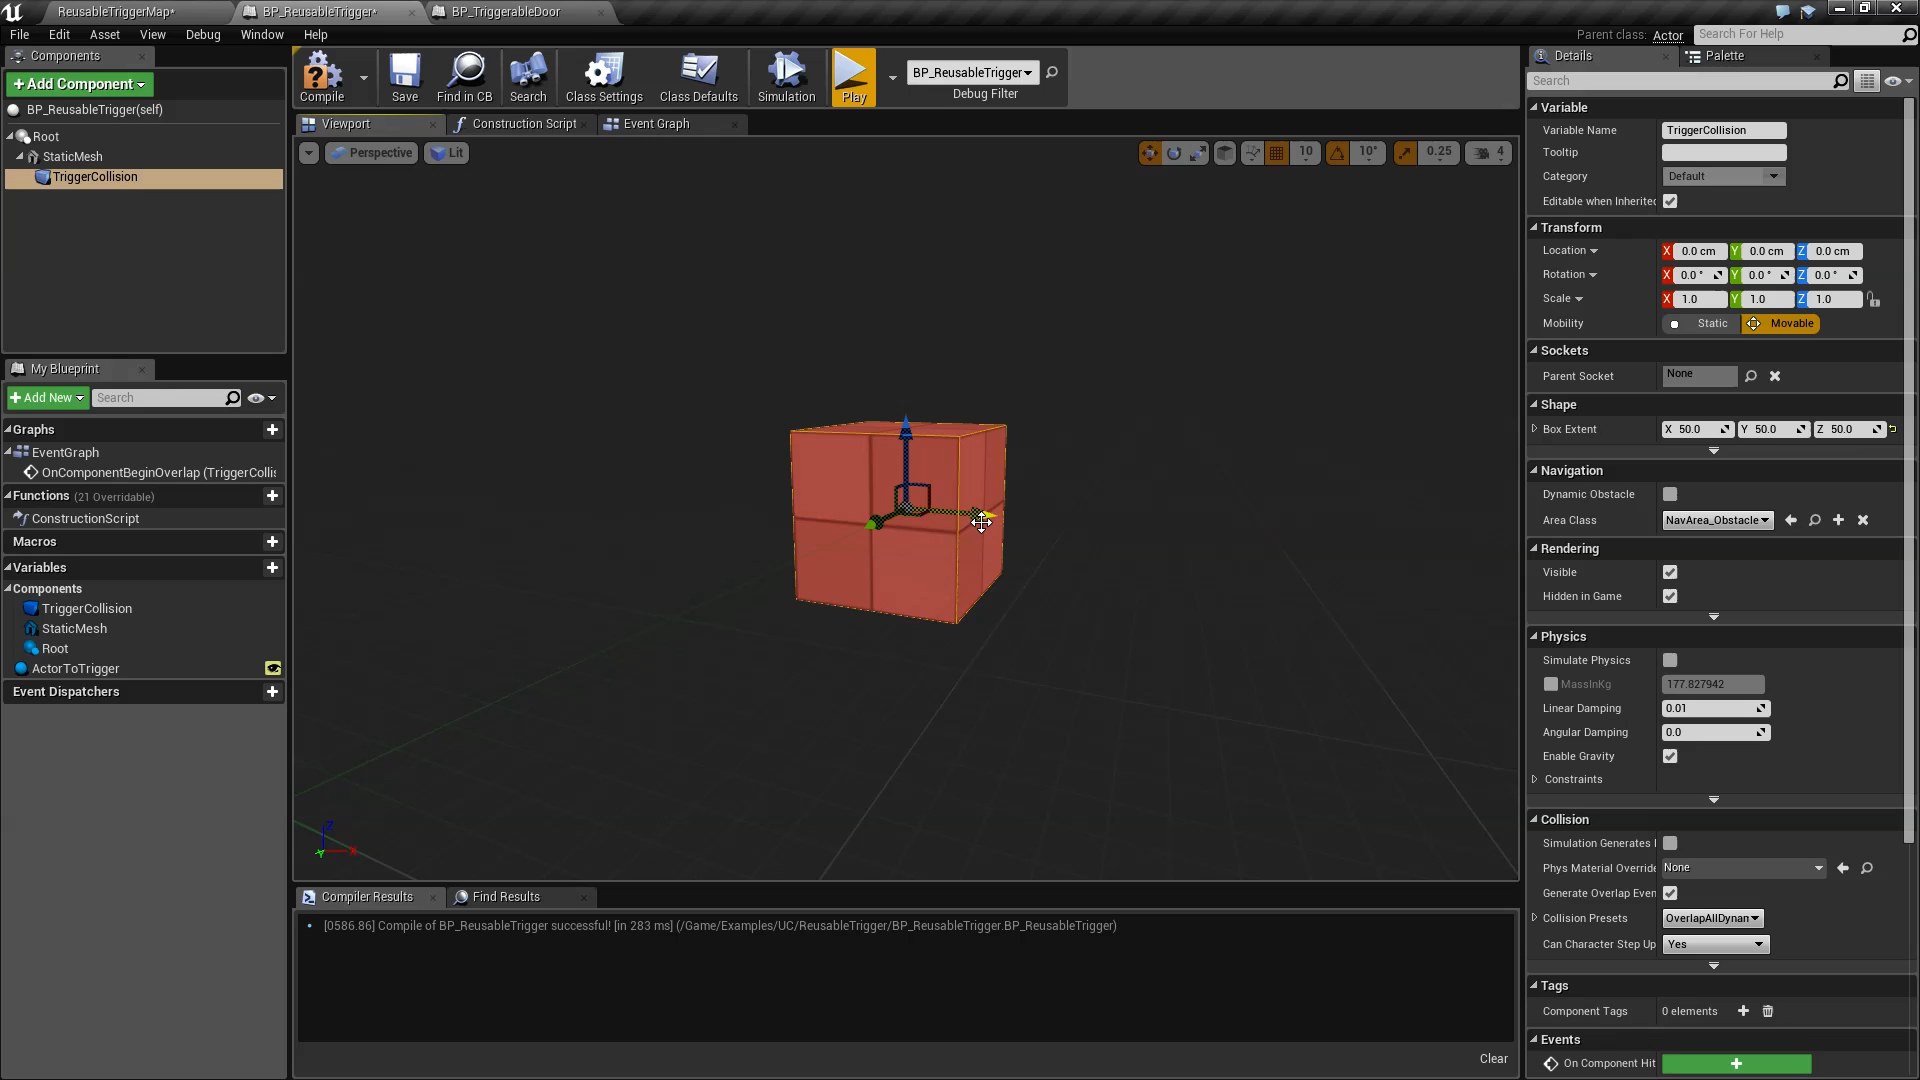 ReusableTriggerMap*
BP_ReusableTrigger*
BP_TriggerableDoor
File Edit Asset View Debug Window Help
Parent class: Actor
Search For Help
Components
+ Add Component
BP_ReusableTrigger(self)
Root
StaticMesh
TriggerCollision
My Blueprint
+ Add New
Search
Graphs
EventGraph
OnComponentBeginOverlap (TriggerCollis
Functions (21 Overridable)
ConstructionScript
Macros
Variables
Components
TriggerCollision
StaticMesh
Root
ActorToTrigger
Event Dispatchers
Compile Save Find in CB Search Class Settings Class Defaults Simulation Play
BP_ReusableTrigger
Debug Filter
Viewport
Construction Script
Event Graph
Perspective
Lit
10 10° 0.25 4
Z
Y
X
Compiler Results
Find Results
• [0586.86] Compile of BP_ReusableTrigger successful! [in 283 ms] (/Game/Examples/UC/ReusableTrigger/BP_ReusableTrigger.BP_ReusableTrigger)
Clear
Details
Palette
Search
Variable
Variable Name TriggerCollision
Tooltip
Category Default
Editable when Inherited
Transform
Location X 0.0 cm Y 0.0 cm Z 0.0 cm
Rotation X 0.0 ° Y 0.0 ° Z 0.0 °
Scale X 1.0 Y 1.0 Z 1.0
Mobility Static Movable
Sockets
Parent Socket None
Shape
Box Extent X 50.0 Y 50.0 Z 50.0
Navigation
Dynamic Obstacle
Area Class NavArea_Obstacle
Rendering
Visible
Hidden in Game
Physics
Simulate Physics
MassInKg 177.827942
Linear Damping 0.01
Angular Damping 0.0
Enable Gravity
Constraints
Collision
Simulation Generates
Phys Material Override None
Generate Overlap Even
Collision Presets OverlapAllDynan
Can Character Step Up Yes
Tags
Component Tags 0 elements
Events
On Component Hit +